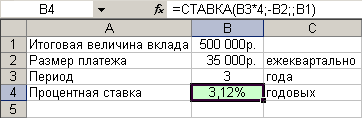 B4 fx =СТАВКА(B3*4;-B2;;B1)
A B C
1 Итоговая величина вклада 500 000р.
2 Размер платежа 35 000р. ежеквартально
3 Период 3 года
4 Процентная ставка 3,12% годовых
5